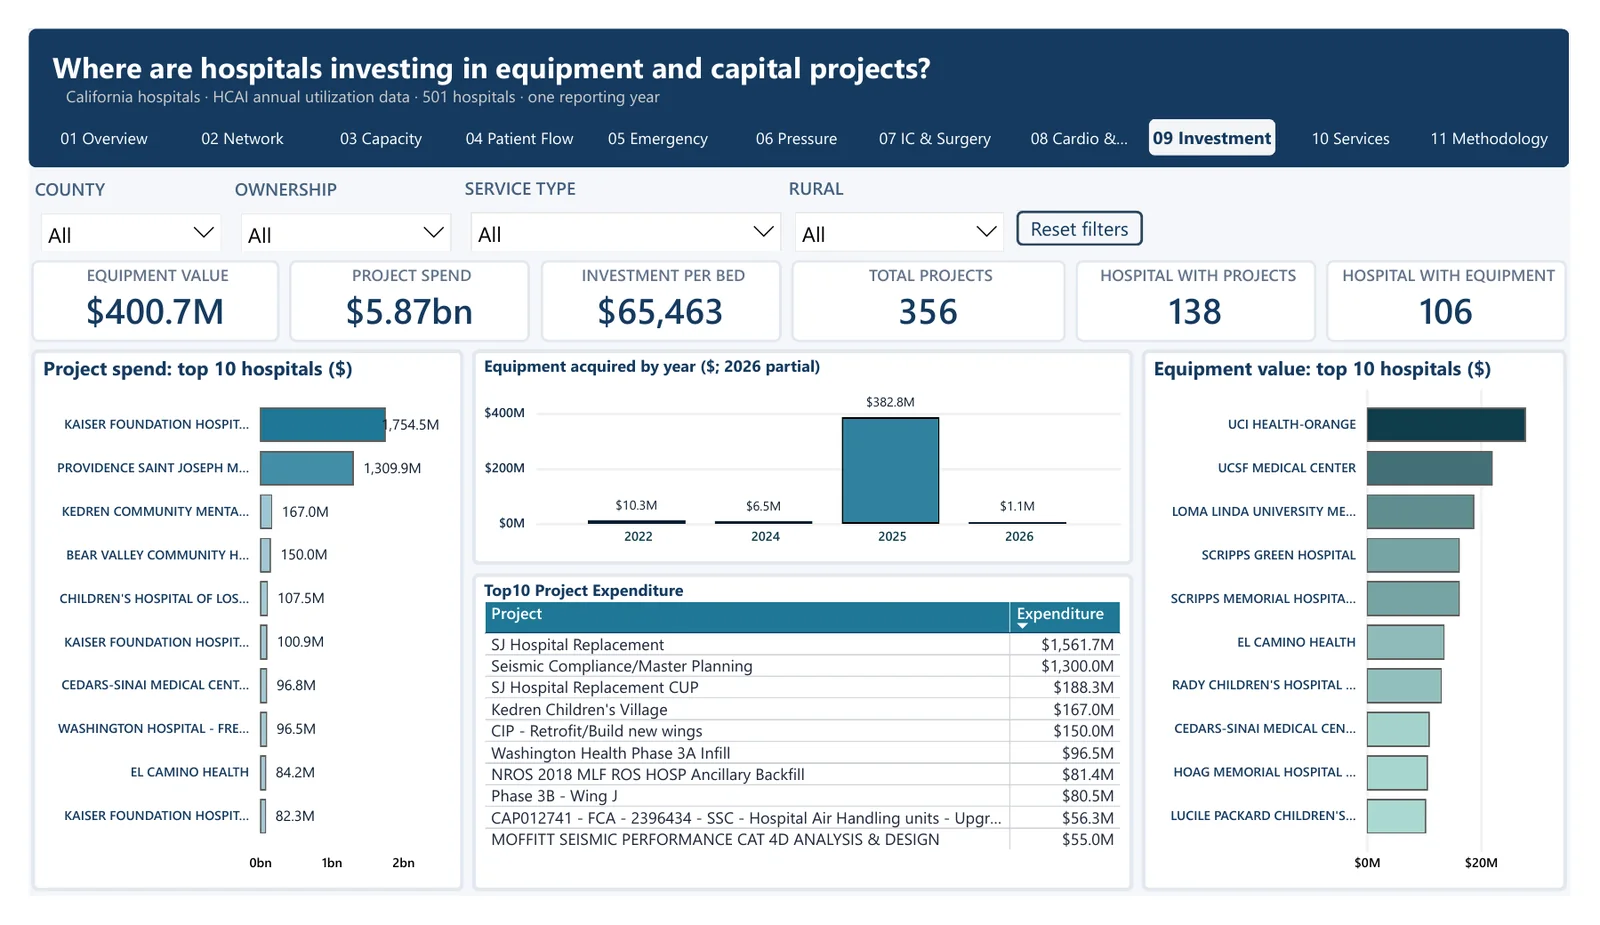 Where are hospitals investing in equipment and capital projects?
California hospitals · HCAI annual utilization data · 501 hospitals · one reporting year
01 Overview 02 Network 03 Capacity 04 Patient Flow 05 Emergency 06 Pressure 07 IC & Surgery 08 Cardio &... 09 Investment 10 Services 11 Methodology
COUNTY OWNERSHIP SERVICE TYPE RURAL
All All All All Reset filters
EQUIPMENT VALUE PROJECT SPEND INVESTMENT PER BED TOTAL PROJECTS HOSPITAL WITH PROJECTS HOSPITAL WITH EQUIPMENT
$400.7M $5.87bn $65,463 356 138 106
Project spend: top 10 hospitals ($)
KAISER FOUNDATION HOSPIT... 1,754.5M
PROVIDENCE SAINT JOSEPH M... 1,309.9M
KEDREN COMMUNITY MENTA... 167.0M
BEAR VALLEY COMMUNITY H... 150.0M
CHILDREN'S HOSPITAL OF LOS... 107.5M
KAISER FOUNDATION HOSPIT... 100.9M
CEDARS-SINAI MEDICAL CENT... 96.8M
WASHINGTON HOSPITAL - FRE... 96.5M
EL CAMINO HEALTH 84.2M
KAISER FOUNDATION HOSPIT... 82.3M
0bn 1bn 2bn
Equipment acquired by year ($; 2026 partial)
$400M
$200M
$0M
$10.3M $6.5M $382.8M $1.1M
2022 2024 2025 2026
Top10 Project Expenditure
Project Expenditure
SJ Hospital Replacement $1,561.7M
Seismic Compliance/Master Planning $1,300.0M
SJ Hospital Replacement CUP $188.3M
Kedren Children's Village $167.0M
CIP - Retrofit/Build new wings $150.0M
Washington Health Phase 3A Infill $96.5M
NROS 2018 MLF ROS HOSP Ancillary Backfill $81.4M
Phase 3B - Wing J $80.5M
CAP012741 - FCA - 2396434 - SSC - Hospital Air Handling units - Upgr... $56.3M
MOFFITT SEISMIC PERFORMANCE CAT 4D ANALYSIS & DESIGN $55.0M
Equipment value: top 10 hospitals ($)
UCI HEALTH-ORANGE
UCSF MEDICAL CENTER
LOMA LINDA UNIVERSITY ME...
SCRIPPS GREEN HOSPITAL
SCRIPPS MEMORIAL HOSPITA...
EL CAMINO HEALTH
RADY CHILDREN'S HOSPITAL ...
CEDARS-SINAI MEDICAL CEN...
HOAG MEMORIAL HOSPITAL ...
LUCILE PACKARD CHILDREN'S...
$0M $20M